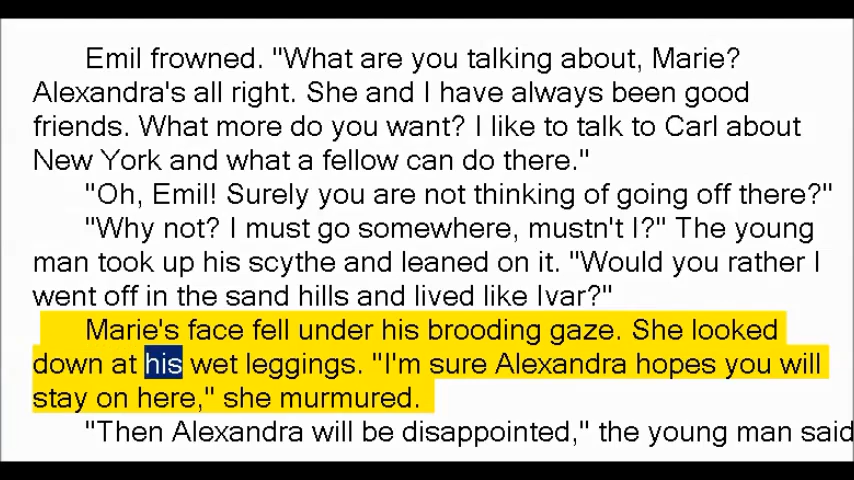 Emil frowned. "What are you talking about, Marie?
Alexandra's all right. She and I have always been good
friends. What more do you want? I like to talk to Carl about
New York and what a fellow can do there."
"Oh, Emil! Surely you are not thinking of going off there?"
"Why not? I must go somewhere, mustn't I?" The young
man took up his scythe and leaned on it. "Would you rather I
went off in the sand hills and lived like Ivar?"
Marie's face fell under his brooding gaze. She looked
down at his wet leggings. "I'm sure Alexandra hopes you will
stay on here," she murmured.
"Then Alexandra will be disappointed," the young man said